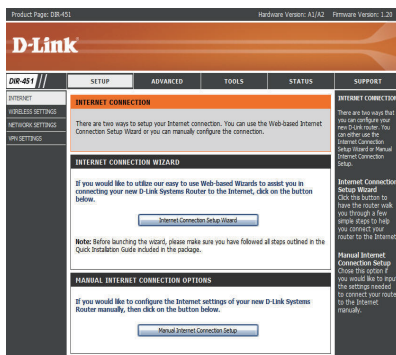 Product Page: DIR-451 Hardware Version: A1/A2 Firmware Version: 1.20
D-Link
DIR-451 SETUP ADVANCED TOOLS STATUS SUPPORT
INTERNET
WIRELESS SETTINGS
NETWORK SETTINGS
VPN SETTINGS
INTERNET CONNECTION
There are two ways to setup your Internet connection. You can use the Web-based Internet
Connection Setup Wizard or you can manually configure the connection.
INTERNET CONNECTION WIZARD
If you would like to utilize our easy to use Web-based Wizards to assist you in
connecting your new D-Link Systems Router to the Internet, click on the button
below.
Internet Connection Setup Wizard
Note: Before launching the wizard, please make sure you have followed all steps outlined in the
Quick Installation Guide included in the package.
MANUAL INTERNET CONNECTION OPTIONS
If you would like to configure the Internet settings of your new D-Link Systems
Router manually, then click on the button below.
Manual Internet Connection Setup
INTERNET CONNECTION
There are two ways that
you can configure your
new D-Link router. You
can either use the
Internet Connection
Setup Wizard or Manual
Internet Connection
Setup.
Internet Connection
Setup Wizard
Click this button to
have the router walk
you through a few
simple steps to help
you connect your
router to the Internet
Manual Internet
Connection Setup
Chose this option if
you would like to input
the settings needed
to connect your route
to the Internet
manually.